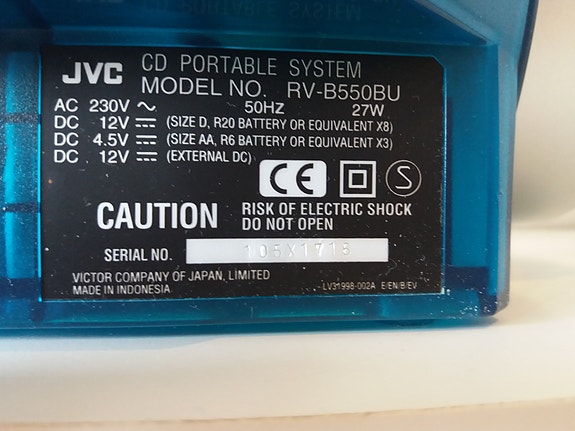 JVC CD PORTABLE SYSTEM
MODEL NO. RV-B550BU
AC 230V ~ 50HZ 27W
DC 12V ⎓ (SIZE D, R20 BATTERY OR EQUIVALENT X8)
DC 4.5V ⎓ (SIZE AA, R6 BATTERY OR EQUIVALENT X3)
DC 12V ⎓ (EXTERNAL DC)
CE S
CAUTION RISK OF ELECTRIC SHOCK
DO NOT OPEN
SERIAL NO. 105X1715
VICTOR COMPANY OF JAPAN, LIMITED
MADE IN INDONESIA LV31998-002A E/EN/B/EV